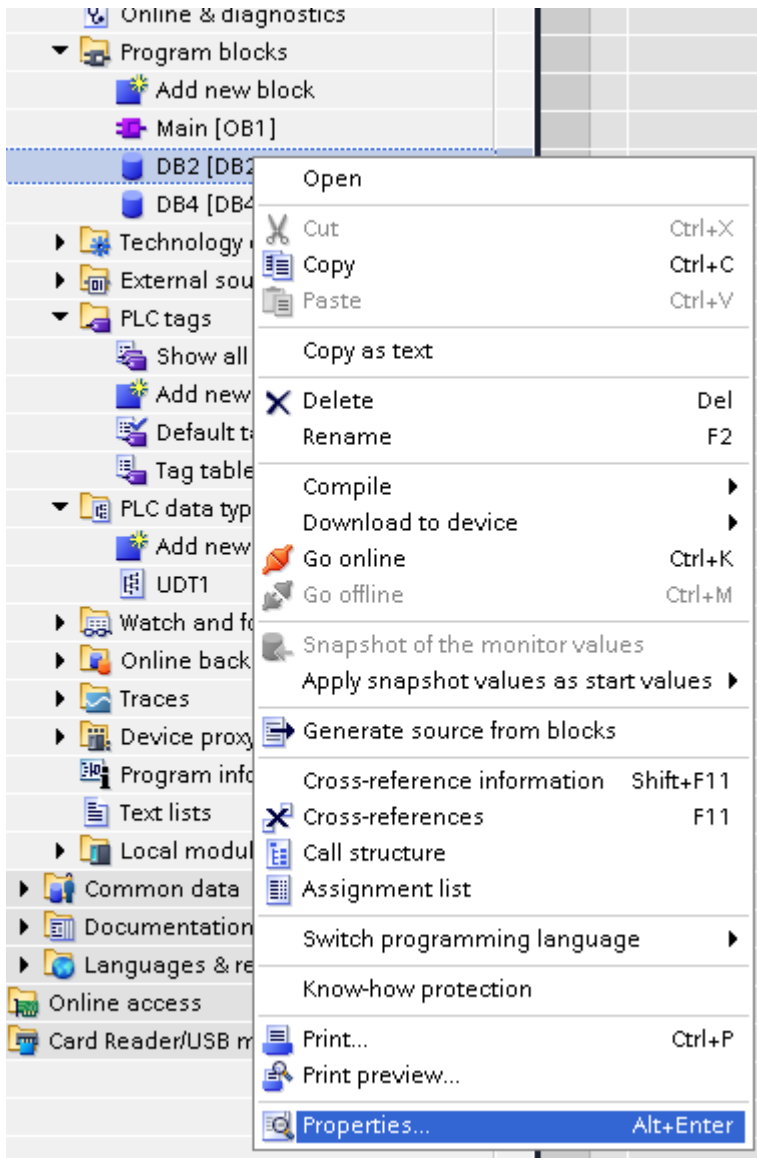 Online & diagnostics
Program blocks
Add new block
Main [OB1]
DB2 [DB2
DB4 [DB4
Technology
External sou
PLC tags
Show all
Add new
Default ta
Tag table
PLC data typ
Add new
UDT1
Watch and fo
Online back
Traces
Device proxy
Program info
Text lists
Local modul
Common data
Documentation
Languages & re
Online access
Card Reader/USB m
Open
Cut Ctrl+X
Copy Ctrl+C
Paste Ctrl+V
Copy as text
Delete Del
Rename F2
Compile
Download to device
Go online Ctrl+K
Go offline Ctrl+M
Snapshot of the monitor values
Apply snapshot values as start values
Generate source from blocks
Cross-reference information Shift+F11
Cross-references F11
Call structure
Assignment list
Switch programming language
Know-how protection
Print... Ctrl+P
Print preview...
Properties... Alt+Enter